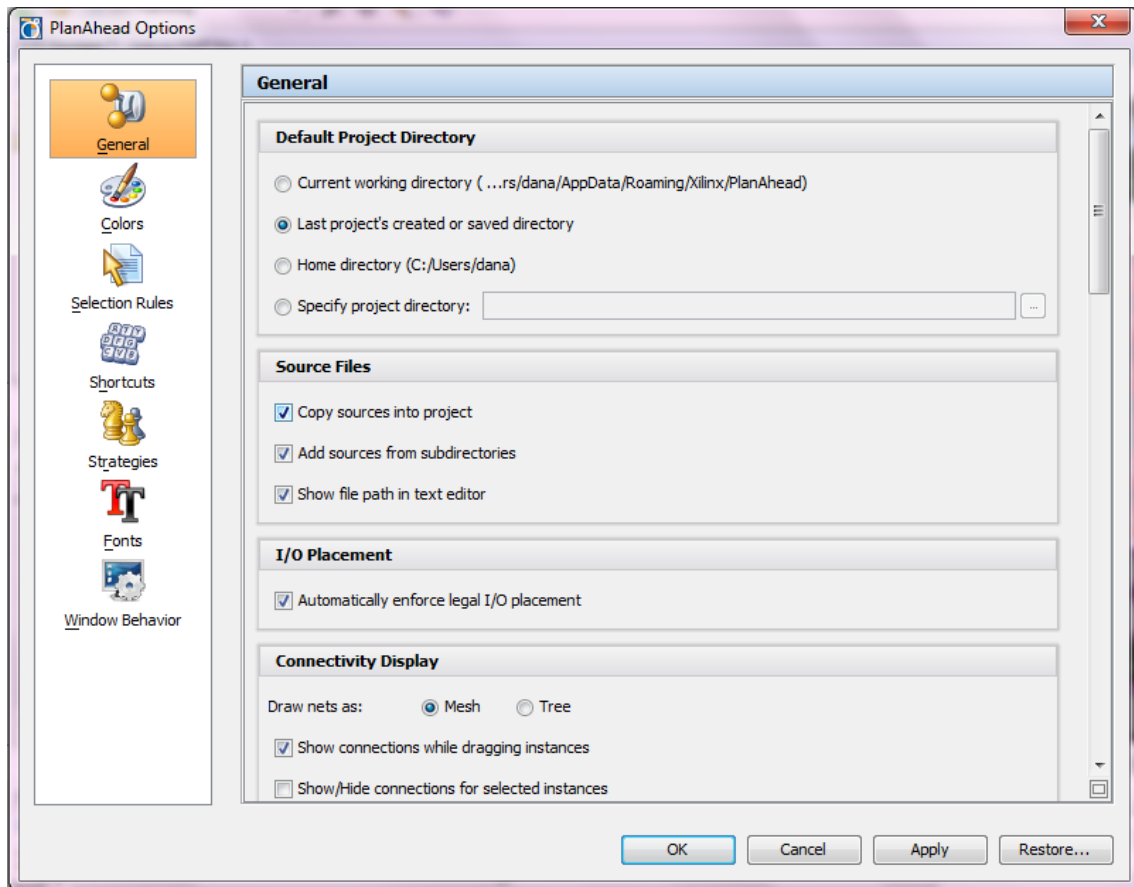 PlanAhead Options
General
Colors
Selection Rules
Shortcuts
Strategies
Fonts
Window Behavior
General
Default Project Directory
Current working directory ( ...rs/dana/AppData/Roaming/Xilinx/PlanAhead)
Last project's created or saved directory
Home directory (C:/Users/dana)
Specify project directory:
...
Source Files
Copy sources into project
Add sources from subdirectories
Show file path in text editor
I/O Placement
Automatically enforce legal I/O placement
Connectivity Display
Draw nets as: Mesh Tree
Show connections while dragging instances
Show/Hide connections for selected instances
OK Cancel Apply Restore...